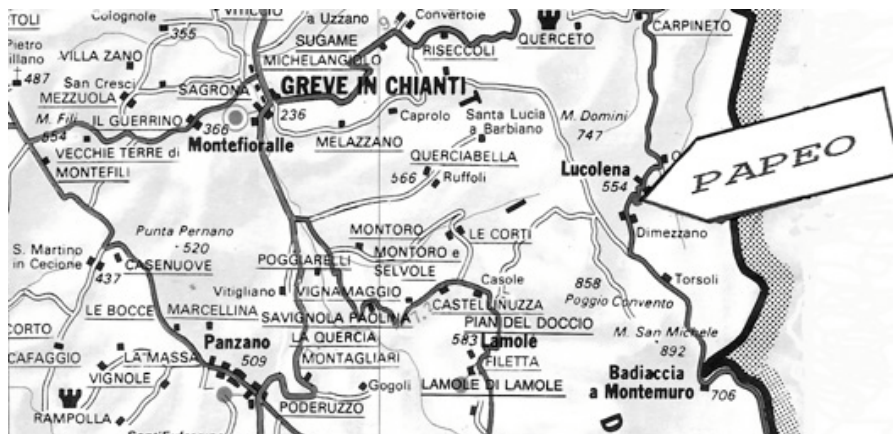 TOLI
Colognole
355
VITICCIO
a Uzzano
Convertoie
CARPINETO
SUGAME
RISECCOLI
QUERCETO
Pietro
illano
487
VILLA ZANO
MICHELANGIOLO
San Cresci
MEZZUOLA
SAGRONA
GREVE IN CHIANTI
236
M. Fili
554
IL GUERRINO
366
Montefioralle
Caprolo
Santa Lucia
a Barbiano
M. Domini
747
MELAZZANO
VECCHIE TERRE di
MONTEFILI
QUERCIABELLA
566
Ruffoli
Lucolena
554
PAPEO
Punta Pernano
520
MONTORO
LE CORTI
Dimezzano
S. Martino
in Cecione
437
CASENUOVE
POGGIARELLI
MONTORO e
SELVOLE
Casole
858
Poggio Convento
Torsoli
Vitigliano
VIGNAMAGGIO
CASTELLINUZZA
LE BOCCE
MARCELLINA
SAVIGNOLA PAOLINA
PIAN DEL DOCCIO
CORTO
CAFAGGIO
LA MASSA
Panzano
509
LA QUERCIA
MONTAGLIARI
583
Lamole
FILETTA
M. San Michele
892
VIGNOLE
Gogoli
LAMOLE DI LAMOLE
Badiaccia
a Montemuro
706
RAMPOLLA
PODERUZZO
D